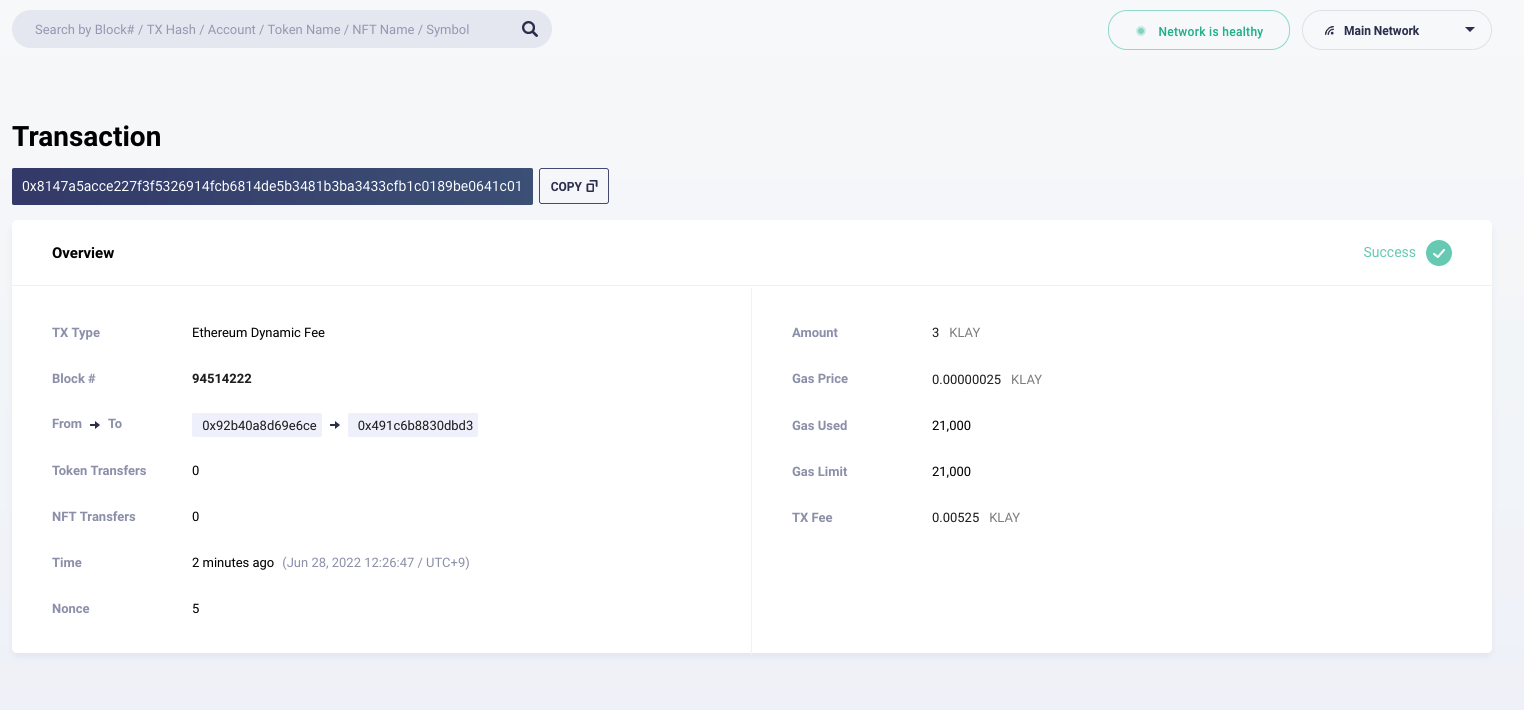 Search by Block# / TX Hash / Account / Token Name / NFT Name / Symbol
Network is healthy
Main Network
Transaction
0x8147a5acce227f3f5326914fcb6814de5b3481b3ba3433cfb1c0189be0641c01
COPY
Overview
Success
TX Type Ethereum Dynamic Fee
Block # 94514222
From → To 0x92b40a8d69e6ce → 0x491c6b8830dbd3
Token Transfers 0
NFT Transfers 0
Time 2 minutes ago (Jun 28, 2022 12:26:47 / UTC+9)
Nonce 5
Amount 3 KLAY
Gas Price 0.00000025 KLAY
Gas Used 21,000
Gas Limit 21,000
TX Fee 0.00525 KLAY